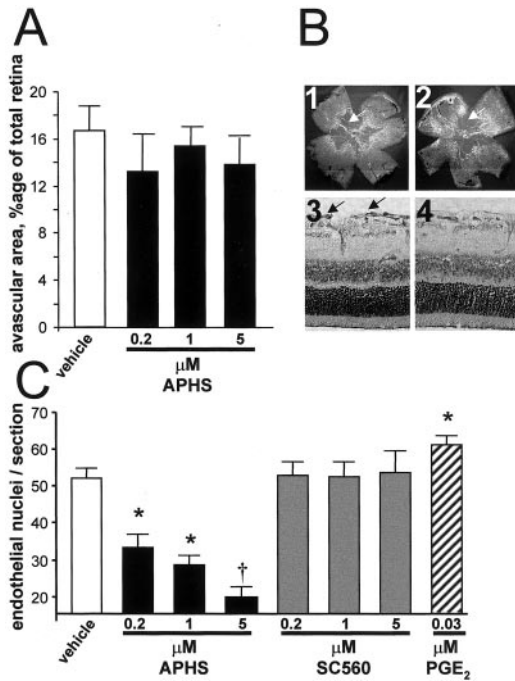 A
avascular area, %age of total retina
20
16
12
8
4
0
vehicle
0.2 1 5
μM
APHS
B
1 2
3 4
C
endothelial nuclei / section
70
60
50
40
30
20
* * † *
vehicle
0.2 1 5 0.2 1 5 0.03
μM μM μM
APHS SC560 PGE2